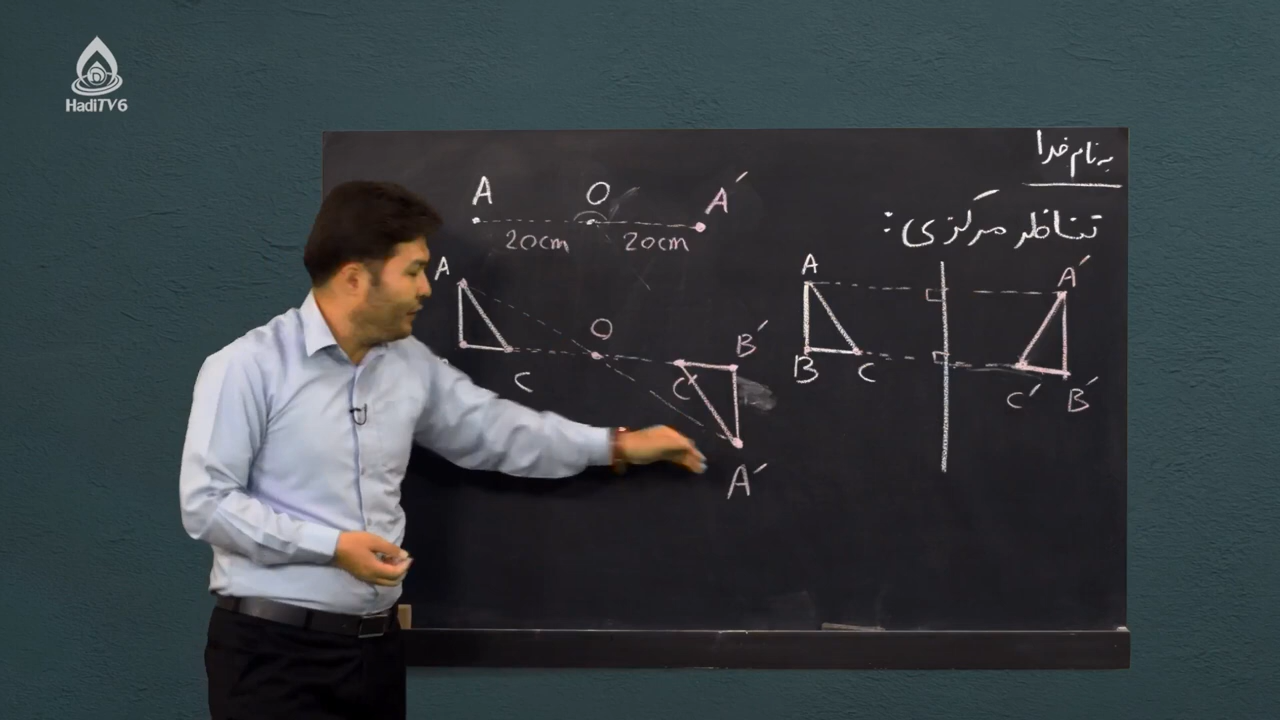 HadiTV6
به نام خدا
تناظر مرکزی :
A O A′
20cm 20cm
A
O
B′
C
C
A′
A A′
B C C′ B′